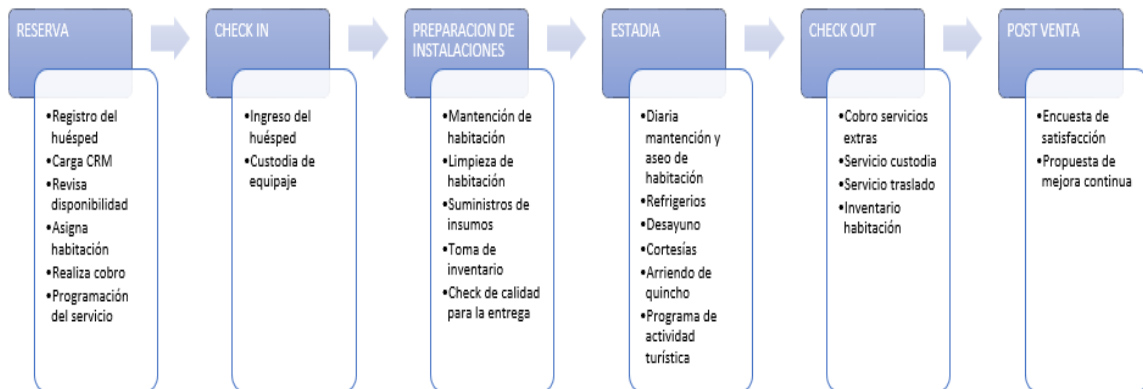 RESERVA
•Registro del
huésped
•Carga CRM
•Revisa
disponibilidad
•Asigna
habitación
•Realiza cobro
•Programación
del servicio
CHECK IN
•Ingreso del
huésped
•Custodia de
equipaje
PREPARACION DE
INSTALACIONES
•Mantención de
habitación
•Limpieza de
habitación
•Suministros de
insumos
•Toma de
inventario
•Check de calidad
para la entrega
ESTADIA
•Diaria
mantención y
aseo de
habitación
•Refrigerios
•Desayuno
•Cortesías
•Arriendo de
quincho
•Programa de
actividad
turística
CHECK OUT
•Cobro servicios
extras
•Servicio custodia
•Servicio traslado
•Inventario
habitación
POST VENTA
•Encuesta de
satisfacción
•Propuesta de
mejora continua